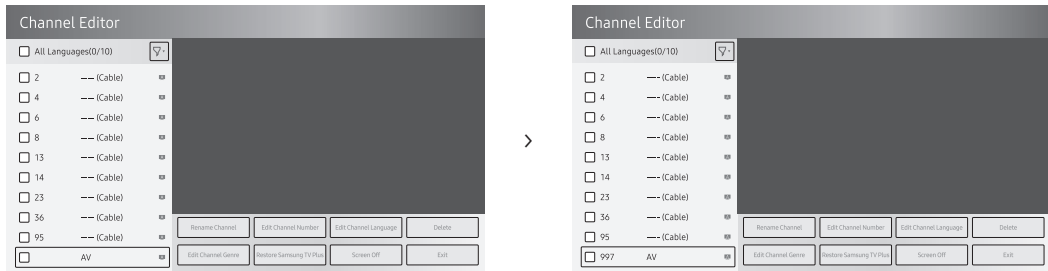 Channel Editor
All Languages(0/10)
2 —— (Cable)
4 —— (Cable)
6 —— (Cable)
8 —— (Cable)
13 —— (Cable)
14 —— (Cable)
23 —— (Cable)
36 —— (Cable)
95 —— (Cable)
AV
Rename Channel Edit Channel Number Edit Channel Language Delete
Edit Channel Genre Restore Samsung TV Plus Screen Off Exit
>
Channel Editor
All Languages(0/10)
2 —- (Cable)
4 —- (Cable)
6 —- (Cable)
8 —- (Cable)
13 —- (Cable)
14 —- (Cable)
23 —- (Cable)
36 —- (Cable)
95 —- (Cable)
997 AV
Rename Channel Edit Channel Number Edit Channel Language Delete
Edit Channel Genre Restore Samsung TV Plus Screen Off Exit